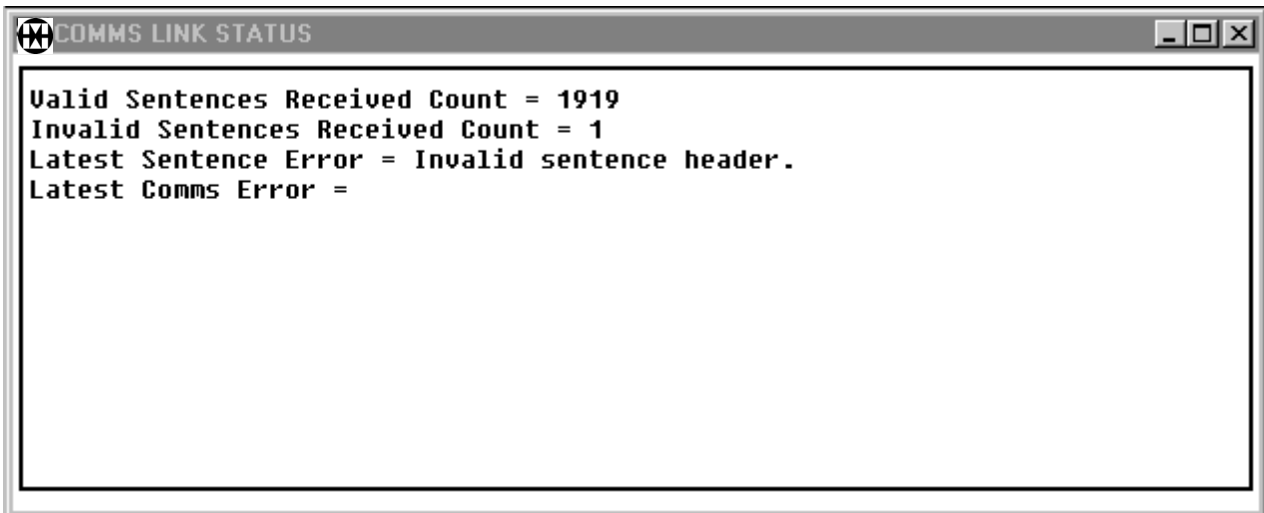 COMMS LINK STATUS
Valid Sentences Received Count = 1919
Invalid Sentences Received Count = 1
Latest Sentence Error = Invalid sentence header.
Latest Comms Error =